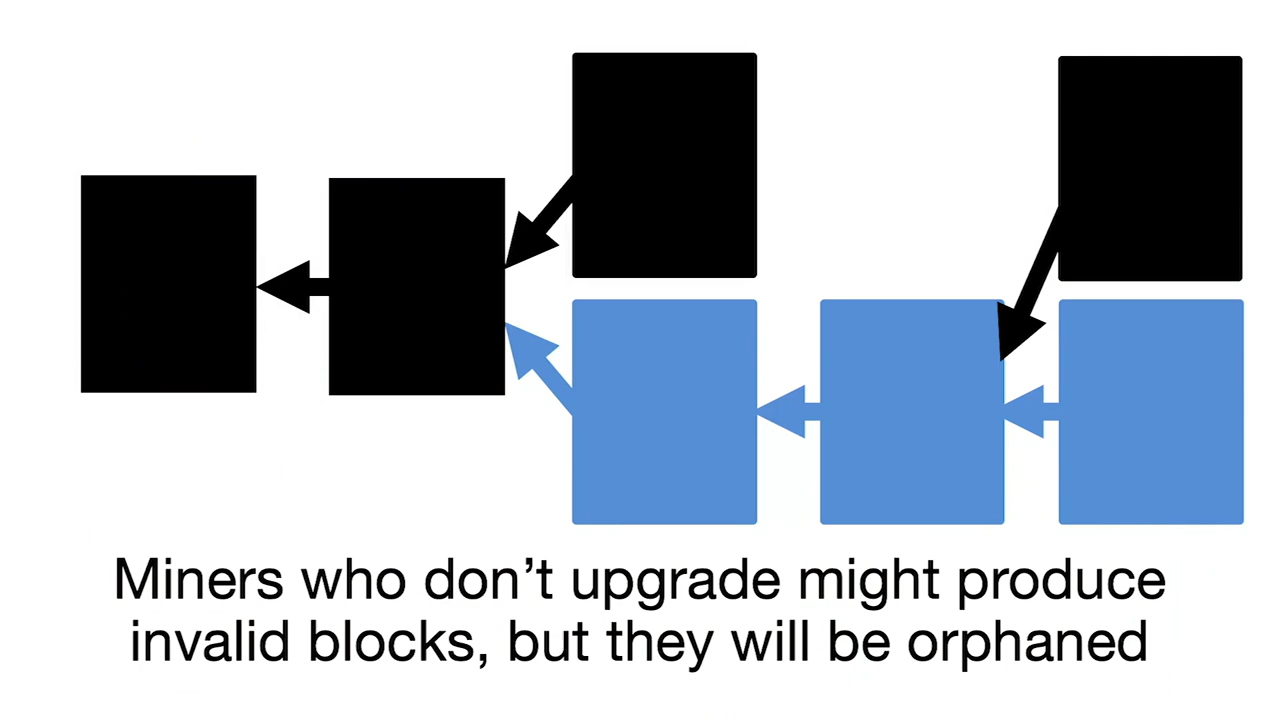 Miners who don’t upgrade might produce
invalid blocks, but they will be orphaned